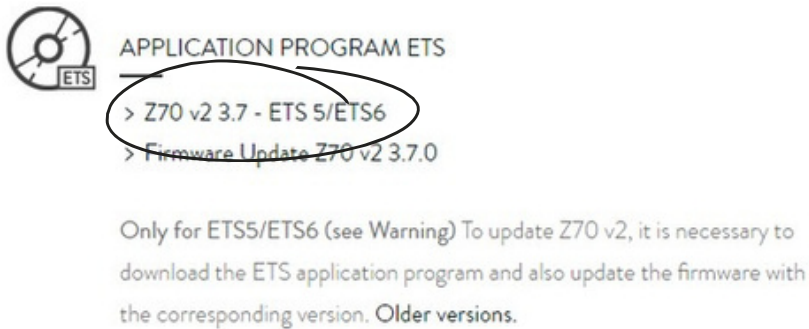 ETS
APPLICATION PROGRAM ETS
> Z70 v2 3.7 - ETS 5/ETS6
> Firmware Update Z70 v2 3.7.0
Only for ETS5/ETS6 (see Warning) To update Z70 v2, it is necessary to
download the ETS application program and also update the firmware with
the corresponding version. Older versions.